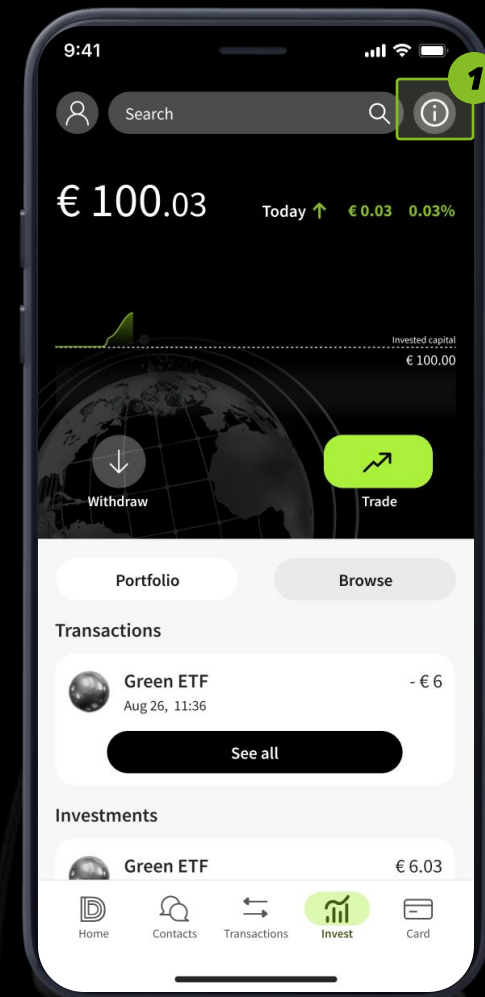 9:41
1
Search
€ 100.03
Today ↑ € 0.03 0.03%
Invested capital
€ 100.00
Withdraw
Trade
Portfolio
Browse
Transactions
Green ETF
- € 6
Aug 26, 11:36
See all
Investments
Green ETF
€ 6.03
Home
Contacts
Transactions
Invest
Card